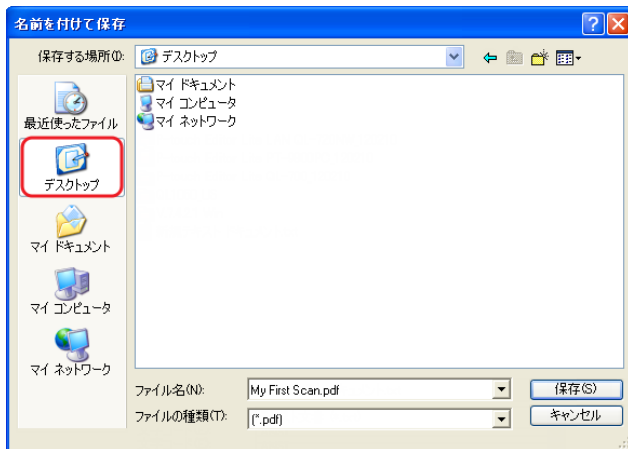 名前を付けて保存
保存する場所(I):
デスクトップ
最近使ったファイル
デスクトップ
マイ ドキュメント
マイ コンピュータ
マイ ネットワーク
マイ ドキュメント
マイ コンピュータ
マイ ネットワーク
ファイル名(N):
My First Scan.pdf
保存(S)
ファイルの種類(T):
(*.pdf)
キャンセル